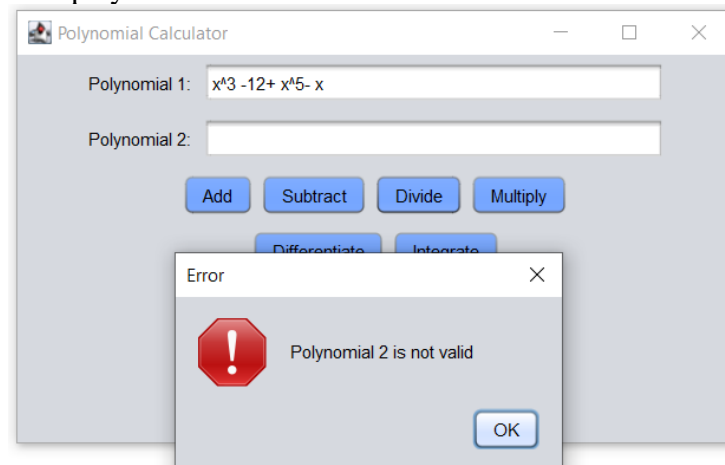 Polynomial Calculator
Polynomial 1: x^3 -12+ x^5- x
Polynomial 2:
Add Subtract Divide Multiply
Differentiate Integrate
Error
Polynomial 2 is not valid
OK